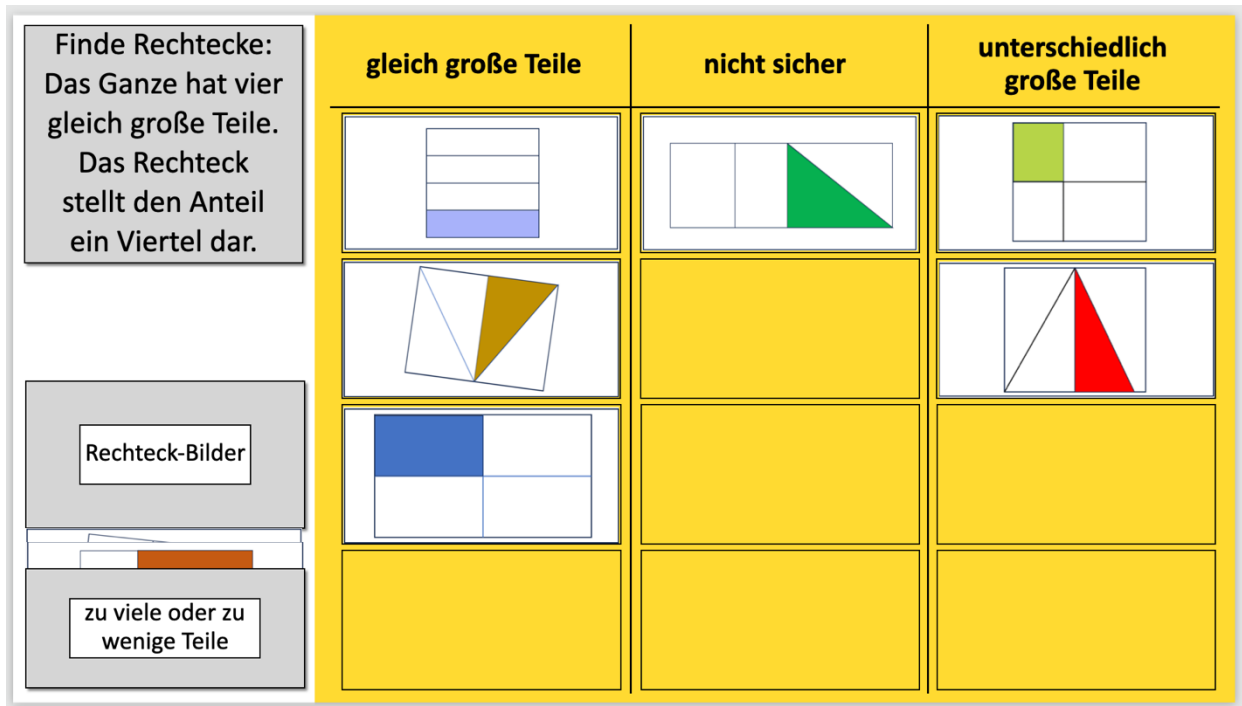 Finde Rechtecke:
Das Ganze hat vier
gleich große Teile.
Das Rechteck
stellt den Anteil
ein Viertel dar.
gleich große Teile
nicht sicher
unterschiedlich
große Teile
Rechteck-Bilder
zu viele oder zu
wenige Teile